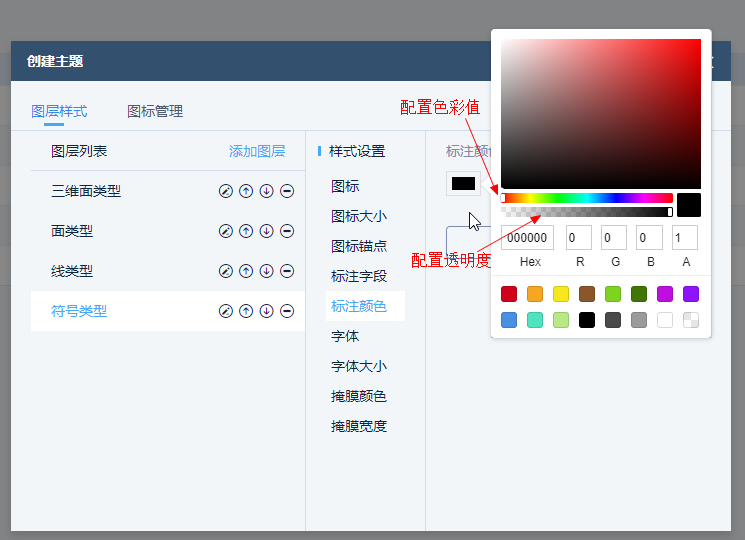 创建主题
图层样式 图标管理
配置色彩值
图层列表 添加图层
样式设置
标注颜
三维面类型
面类型
线类型
符号类型
图标
图标大小
图标锚点
标注字段
标注颜色
字体
字体大小
掩膜颜色
掩膜宽度
配置透明度
000000 0 0 0 1
Hex R G B A